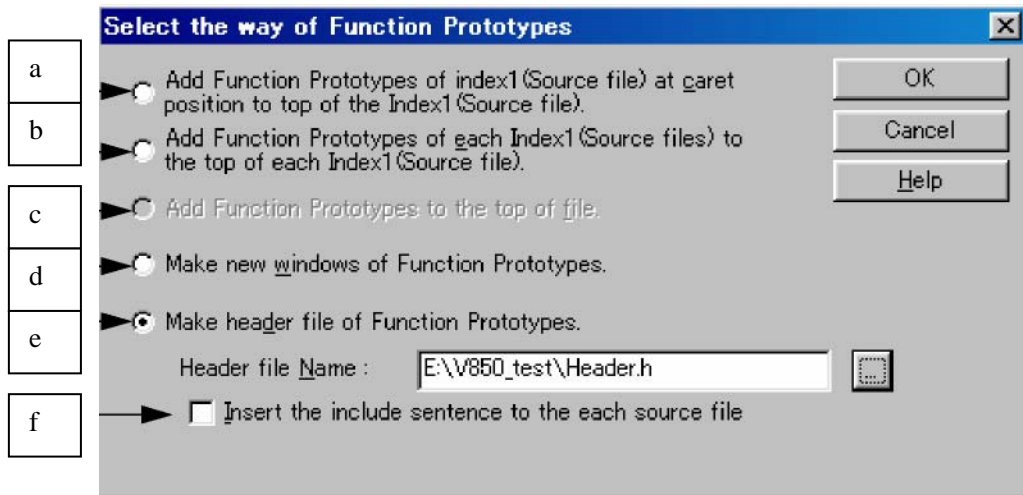 Select the way of Function Prototypes
a
Add Function Prototypes of index1(Source file) at caret
position to top of the Index1(Source file).
OK
b
Add Function Prototypes of each Index1(Source files) to
the top of each Index1(Source file).
Cancel
Help
c
Add Function Prototypes to the top of file.
d
Make new windows of Function Prototypes.
e
Make header file of Function Prototypes.
Header file Name :
E:\V850_test\Header.h
...
f
Insert the include sentence to the each source file